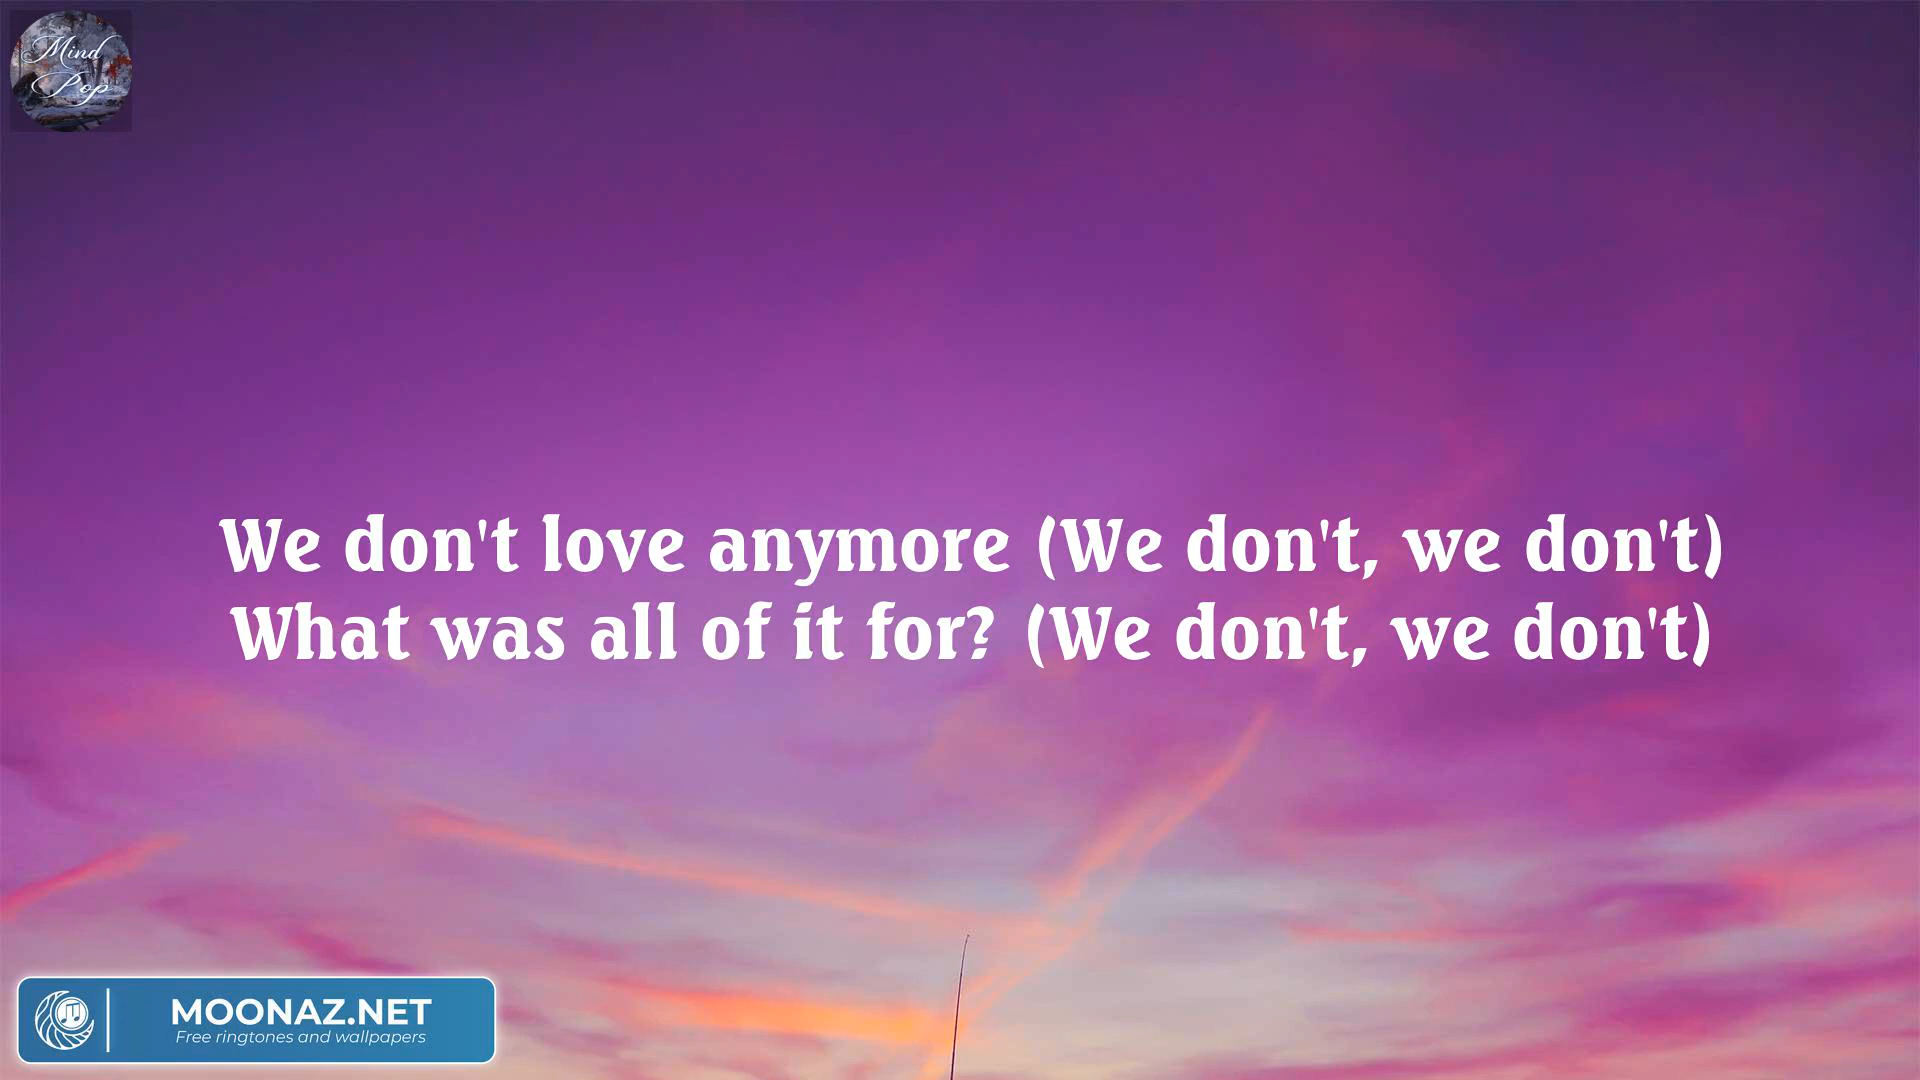 Mind
Pop
We don't love anymore (We don't, we don't)
What was all of it for? (We don't, we don't)
MOONAZ.NET
Free ringtones and wallpapers